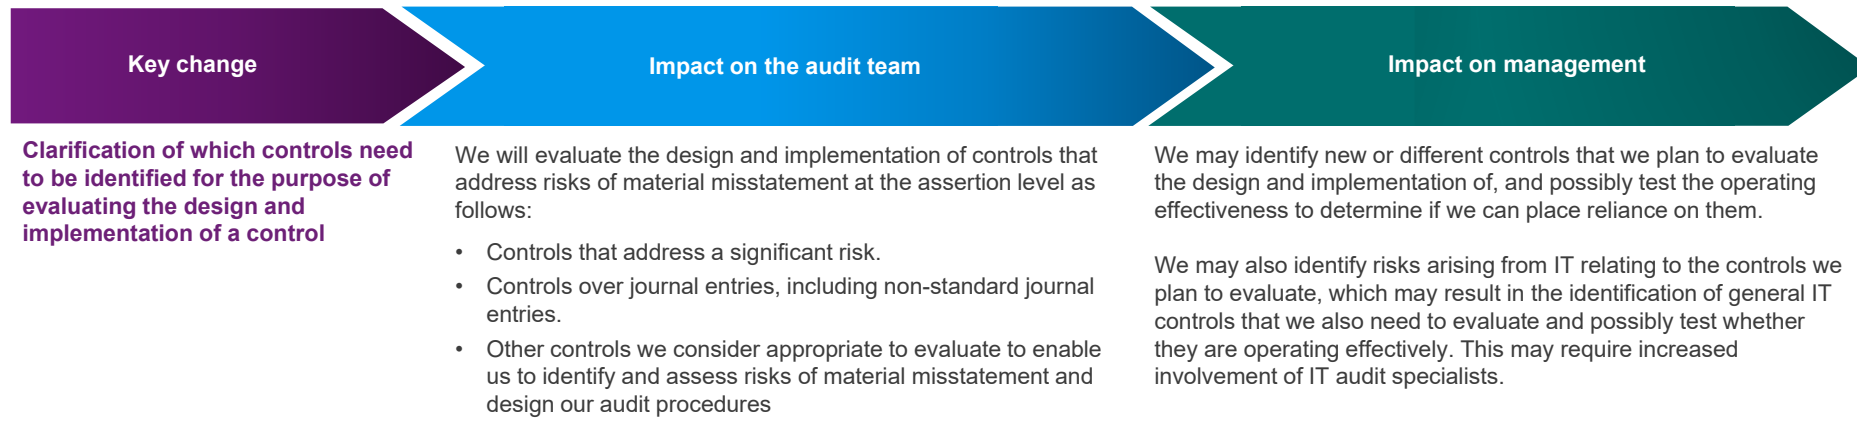 Key change
Impact on the audit team
Impact on management
Clarification of which controls need
to be identified for the purpose of
evaluating the design and
implementation of a control
We will evaluate the design and implementation of controls that
address risks of material misstatement at the assertion level as
follows:
• Controls that address a significant risk.
• Controls over journal entries, including non-standard journal
entries.
• Other controls we consider appropriate to evaluate to enable
us to identify and assess risks of material misstatement and
design our audit procedures
We may identify new or different controls that we plan to evaluate
the design and implementation of, and possibly test the operating
effectiveness to determine if we can place reliance on them.
We may also identify risks arising from IT relating to the controls we
plan to evaluate, which may result in the identification of general IT
controls that we also need to evaluate and possibly test whether
they are operating effectively. This may require increased
involvement of IT audit specialists.